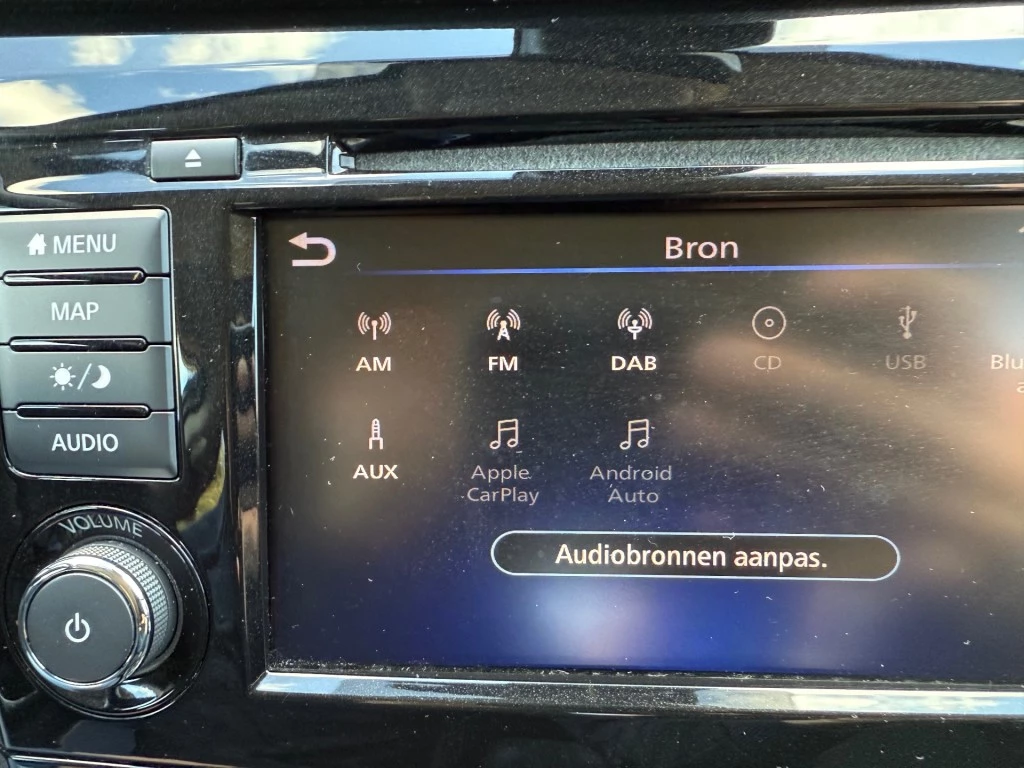 MENU
MAP
AUDIO
VOLUME
Bron
AM
FM
DAB
CD
USB
AUX
Apple
CarPlay
Android
Auto
Audiobronnen aanpas.